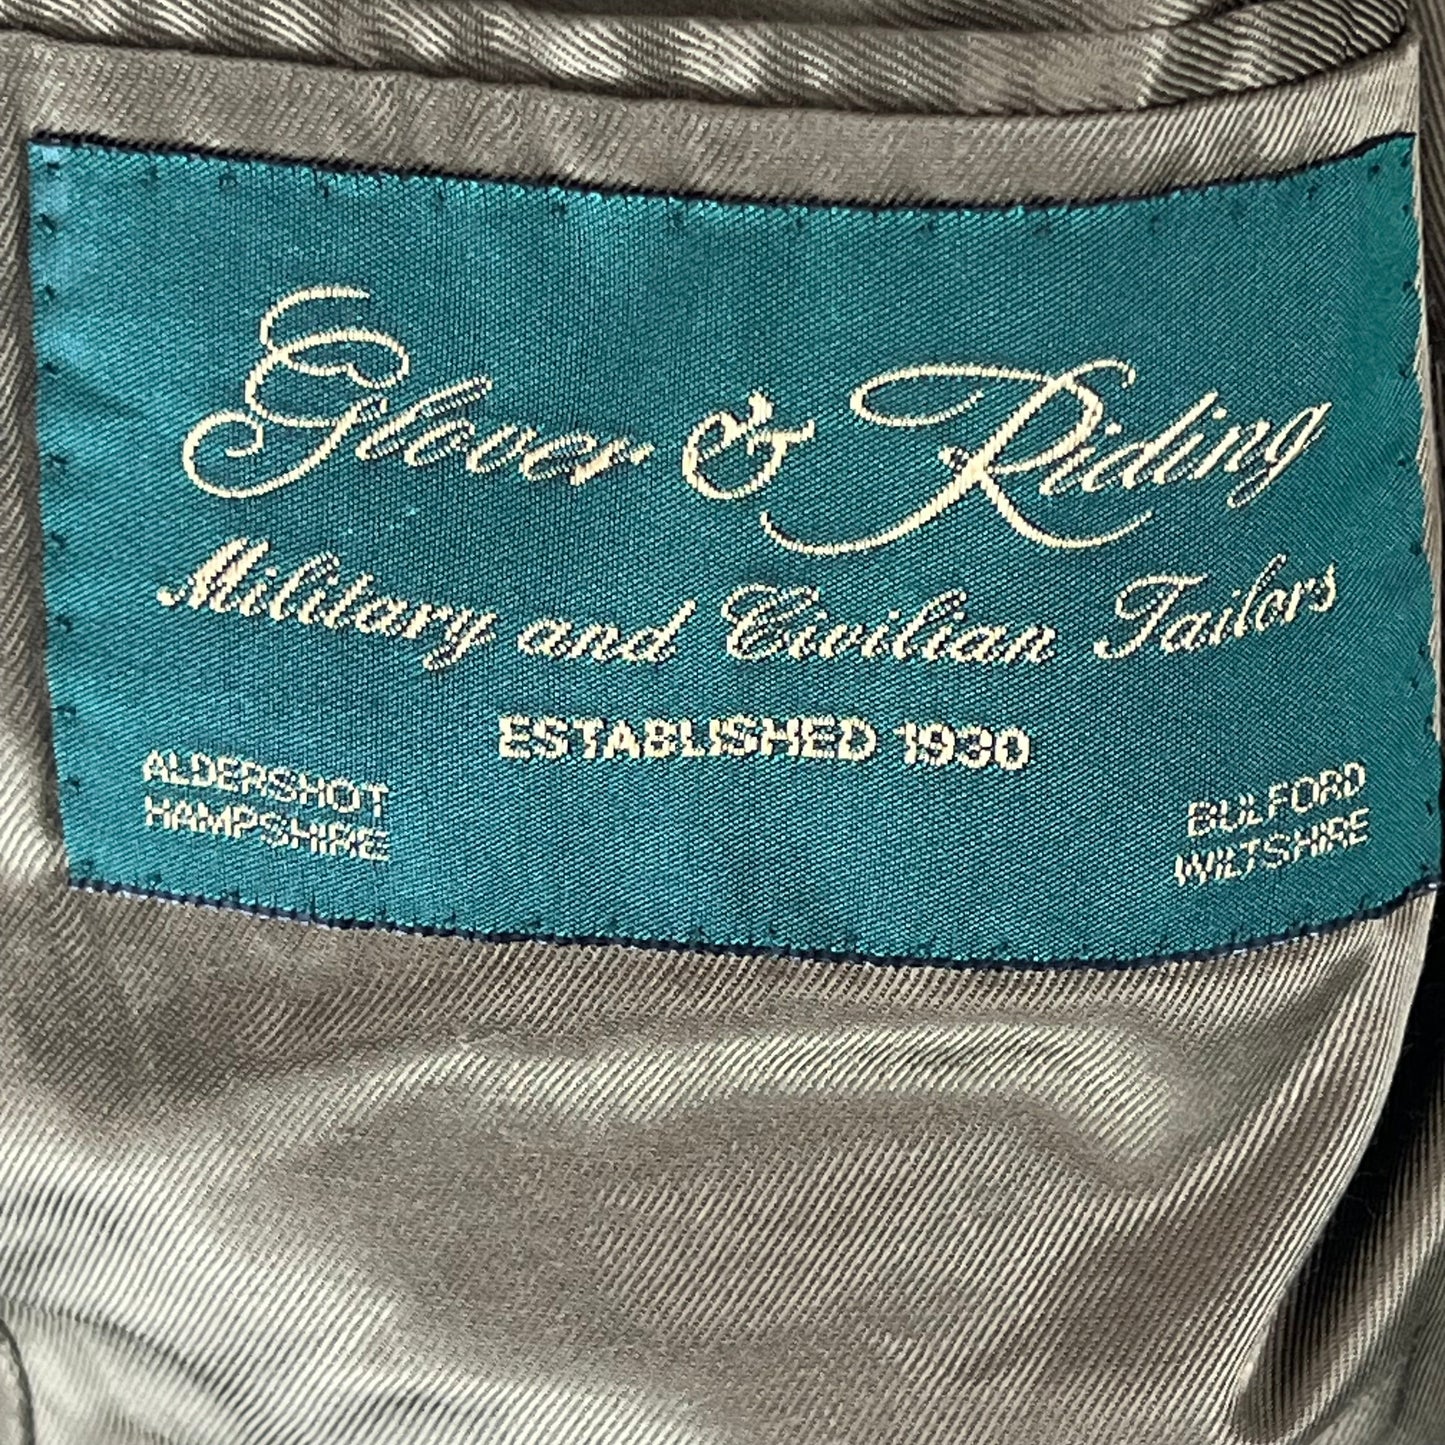 Glover & Riding
Military and Civilian Tailors
ESTABLISHED 1930
ALDERSHOT
HAMPSHIRE
BULFORD
WILTSHIRE